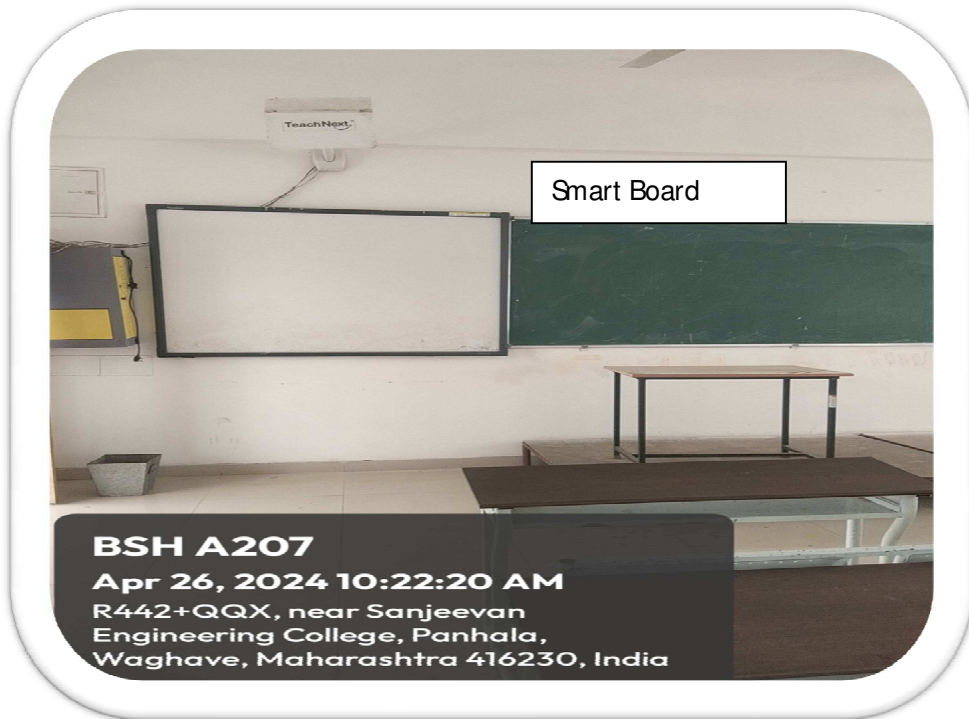 TeachNext
Smart Board
BSH A207
Apr 26, 2024 10:22:20 AM
R442+QQX, near Sanjeevan
Engineering College, Panhala,
Waghave, Maharashtra 416230, India